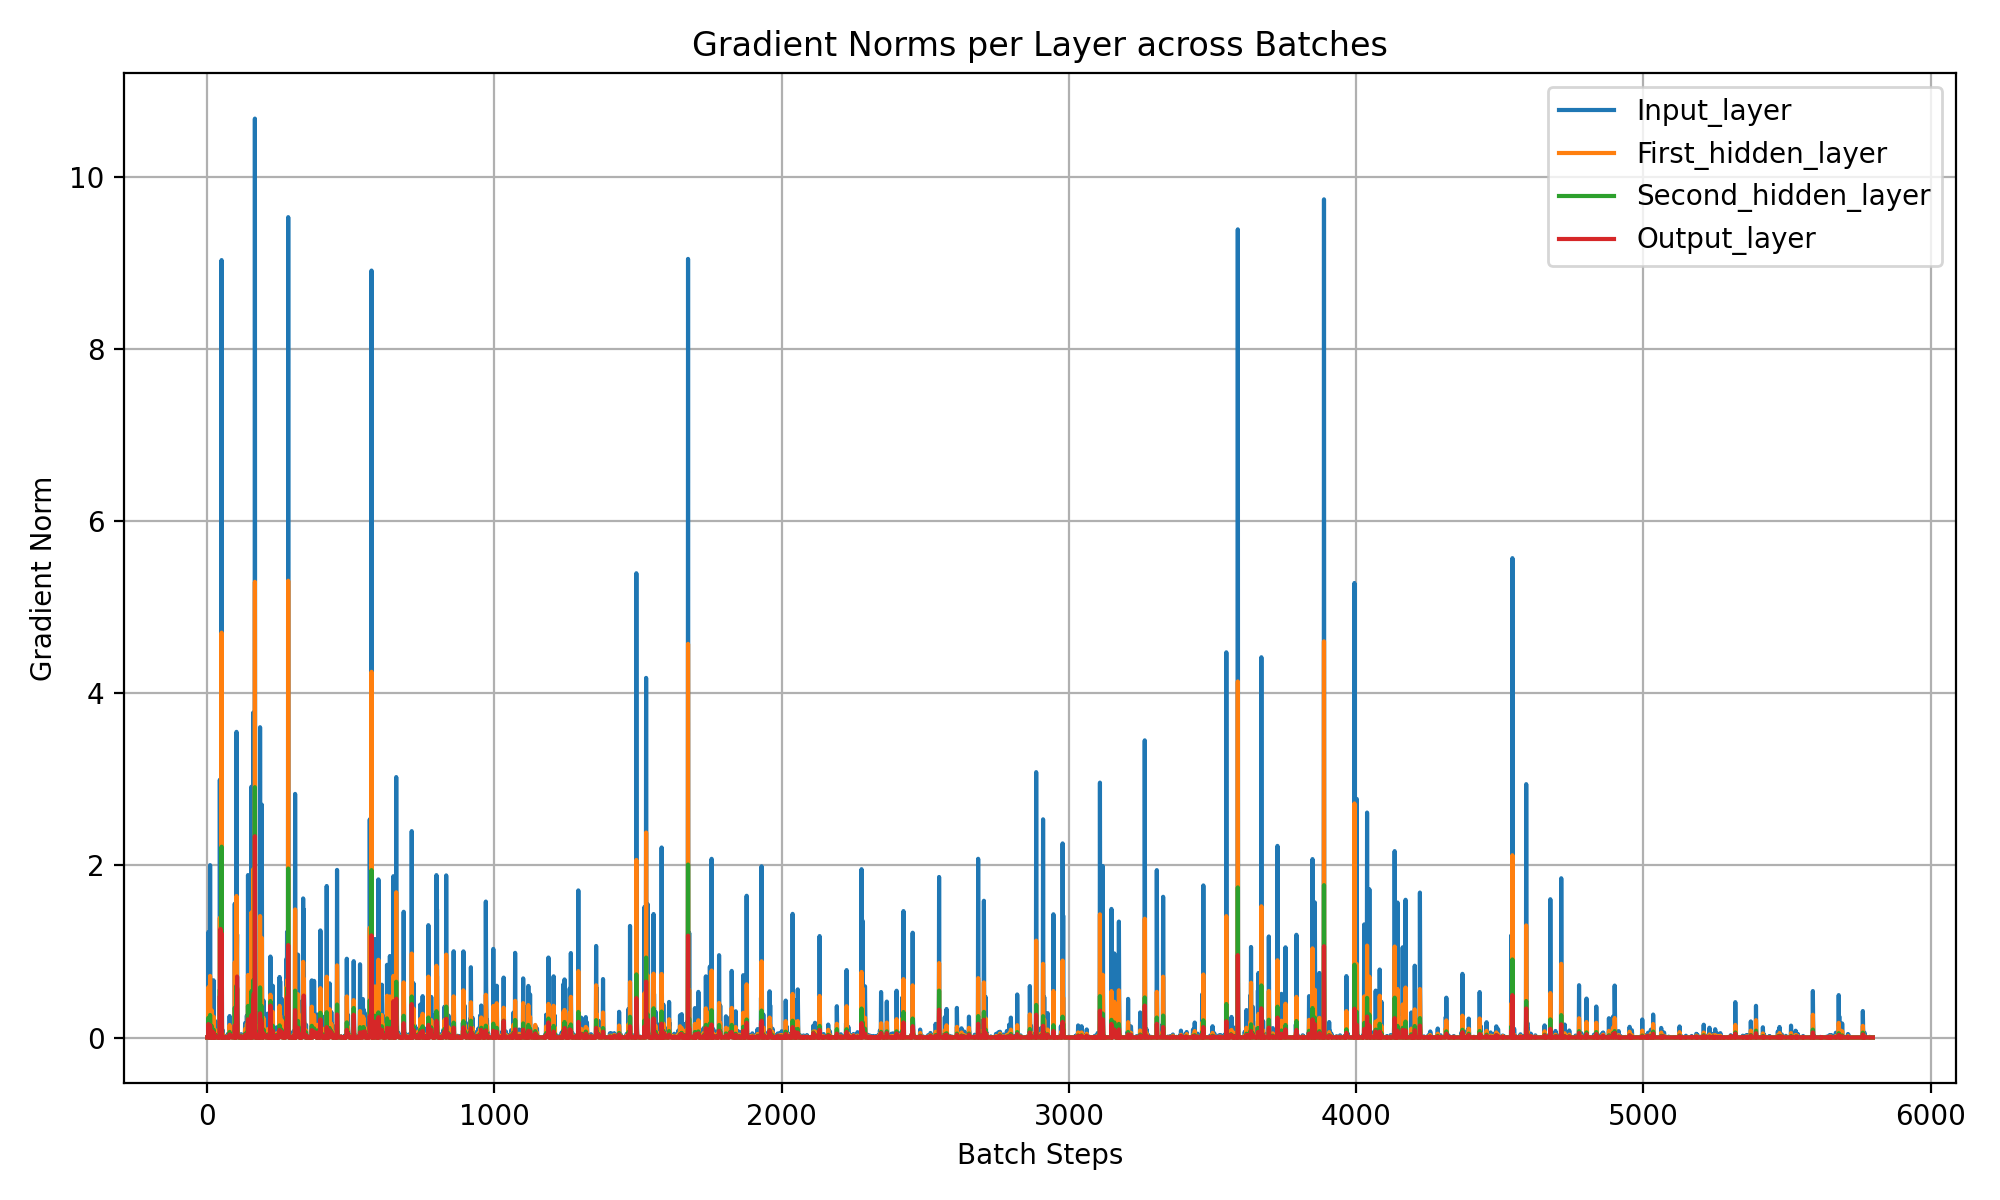 Gradient Norms per Layer across Batches
Input_layer
First_hidden_layer
Second_hidden_layer
Output_layer
Gradient Norm
10
8
6
4
2
0
0 1000 2000 3000 4000 5000 6000
Batch Steps